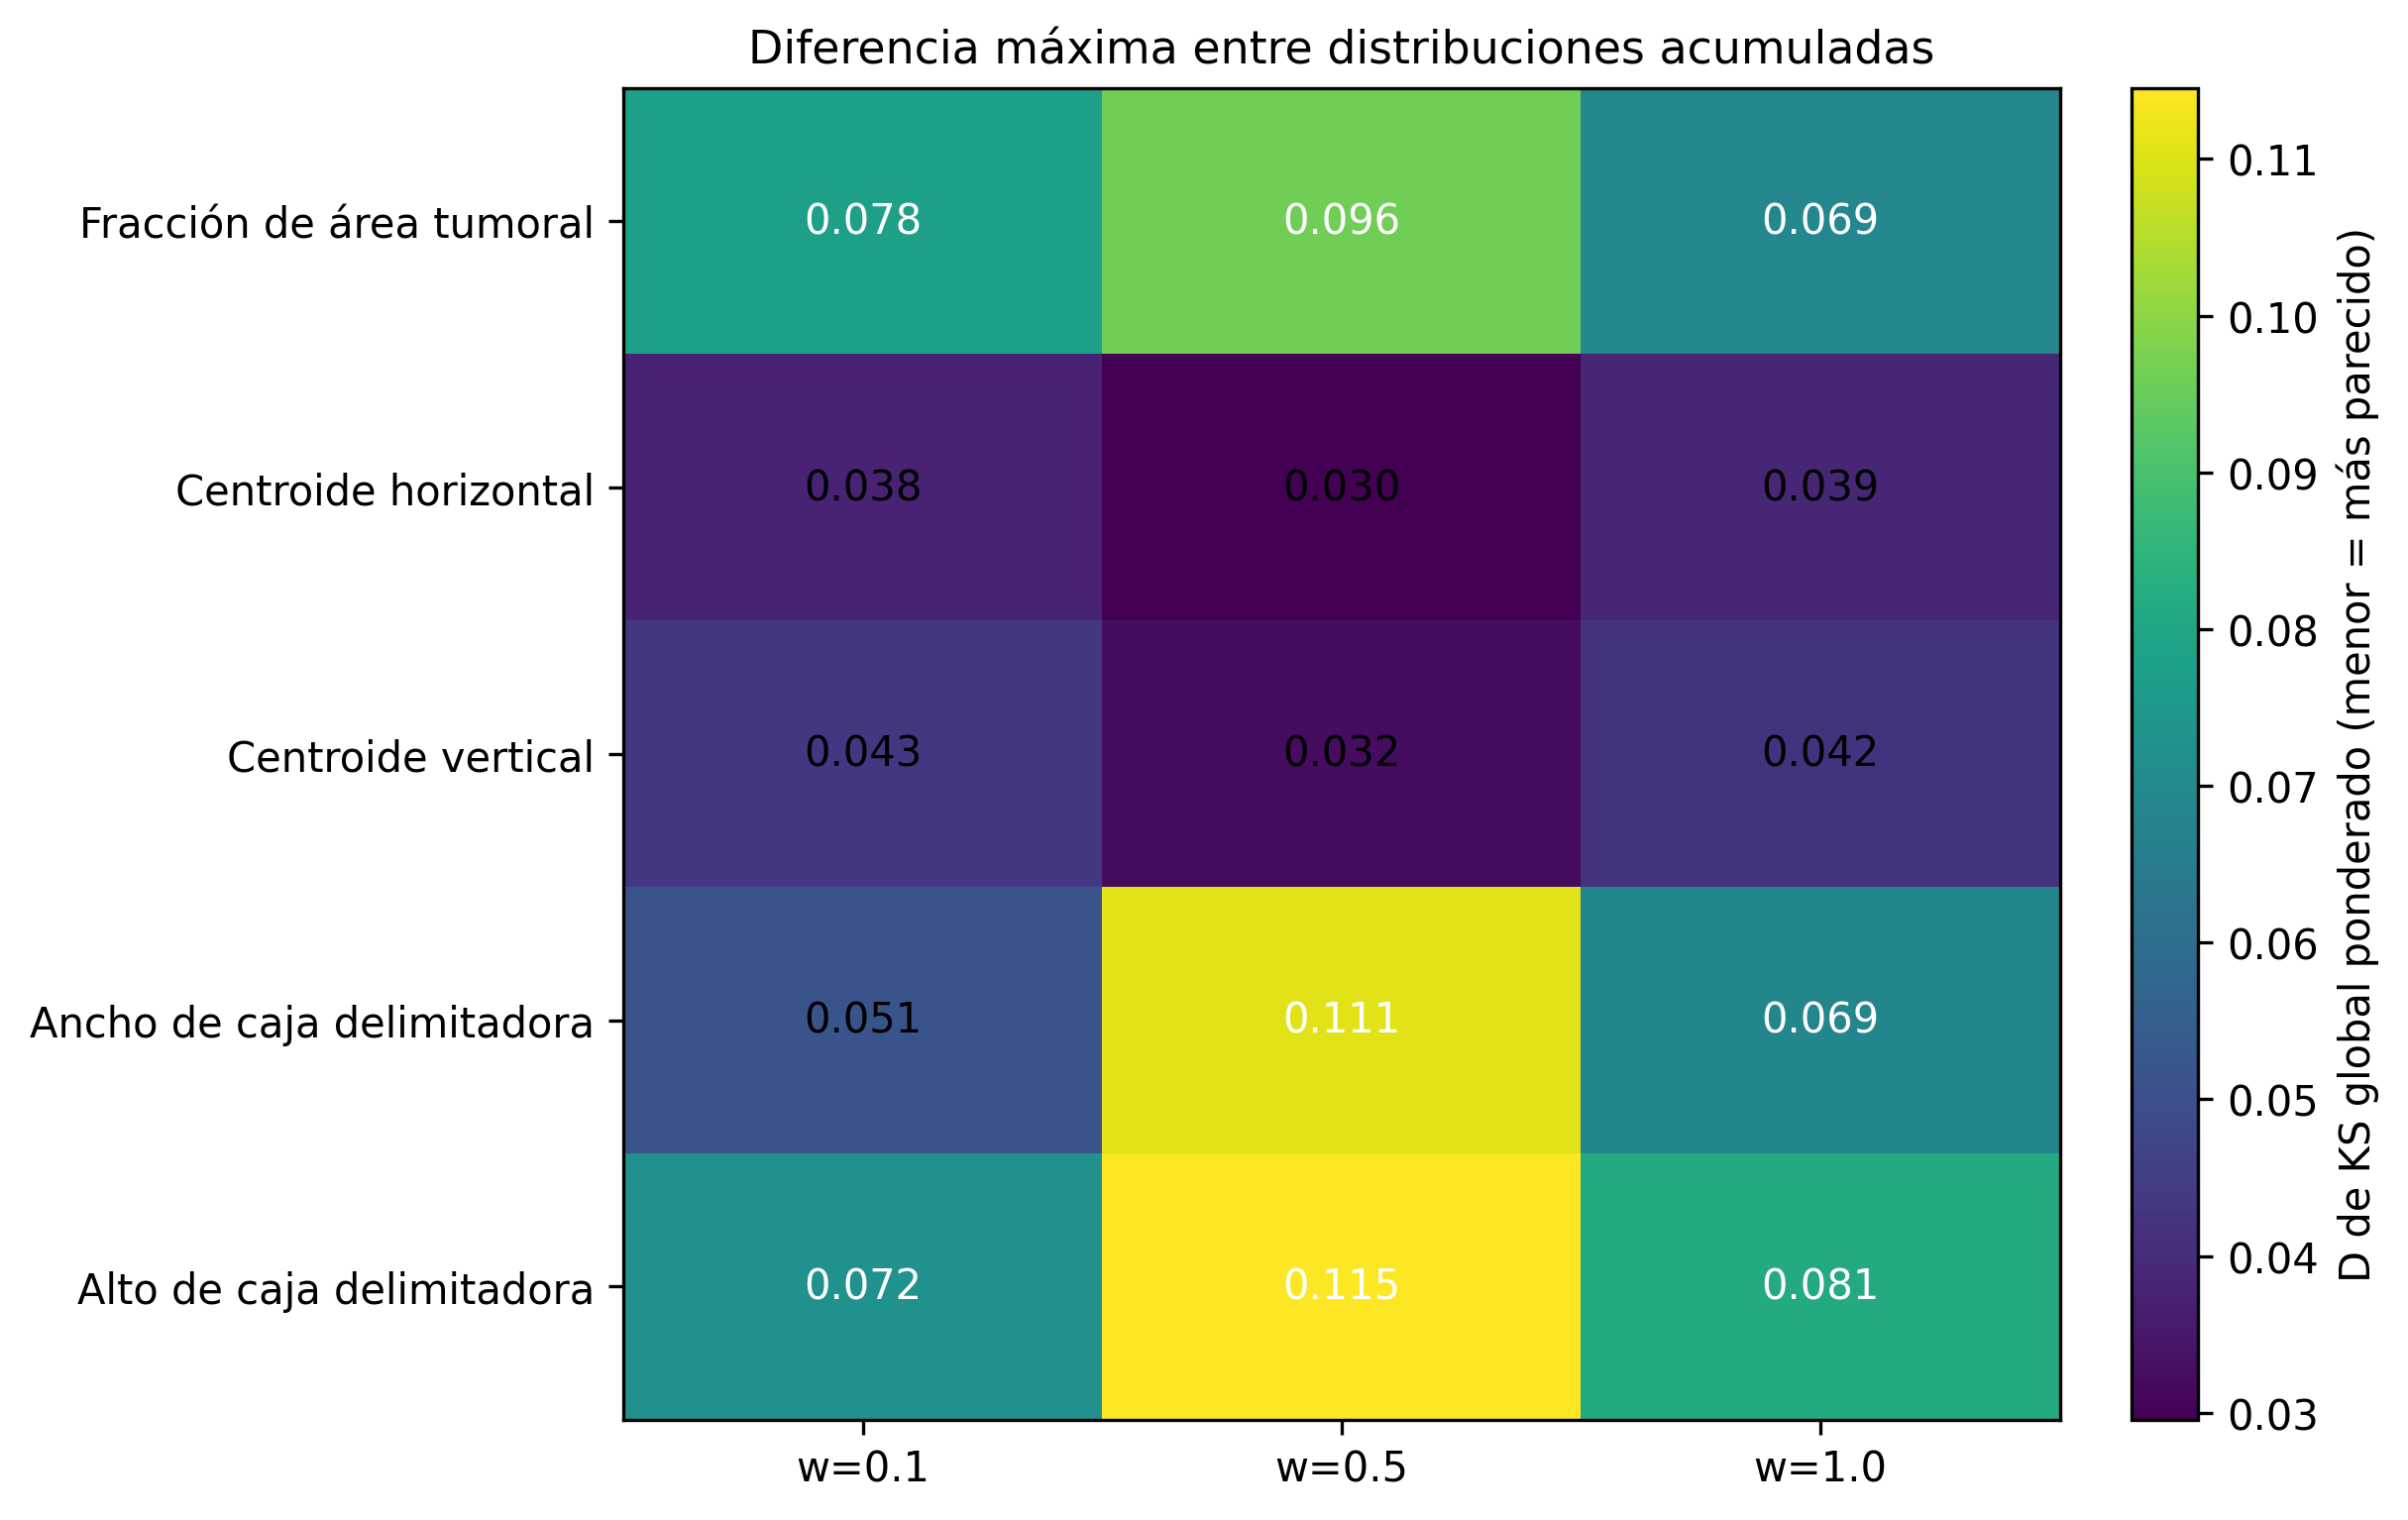 Diferencia máxima entre distribuciones acumuladas
Fracción de área tumoral
0.078
0.096
0.069
Centroide horizontal
0.038
0.030
0.039
Centroide vertical
0.043
0.032
0.042
Ancho de caja delimitadora
0.051
0.111
0.069
Alto de caja delimitadora
0.072
0.115
0.081
w=0.1
w=0.5
w=1.0
0.11
0.10
0.09
0.08
0.07
0.06
0.05
0.04
0.03
D de KS global ponderado (menor = más parecido)